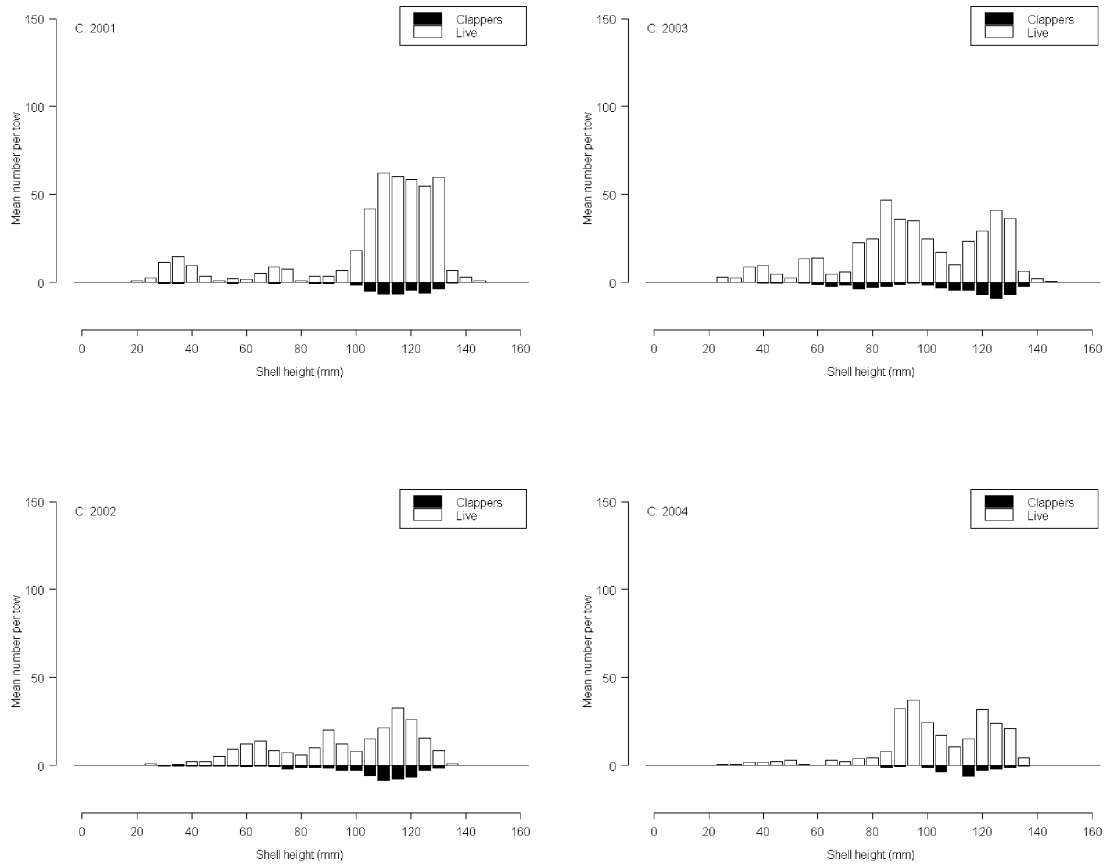 C: 2001
Clappers
Live
150
100
50
0
Mean number per tow
0 20 40 60 80 100 120 140 160
Shell height (mm)
C: 2003
Clappers
Live
150
100
50
0
Mean number per tow
0 20 40 60 80 100 120 140 160
Shell height (mm)
C: 2002
Clappers
Live
150
100
50
0
Mean number per tow
0 20 40 60 80 100 120 140 160
Shell height (mm)
C: 2004
Clappers
Live
150
100
50
0
Mean number per tow
0 20 40 60 80 100 120 140 160
Shell height (mm)